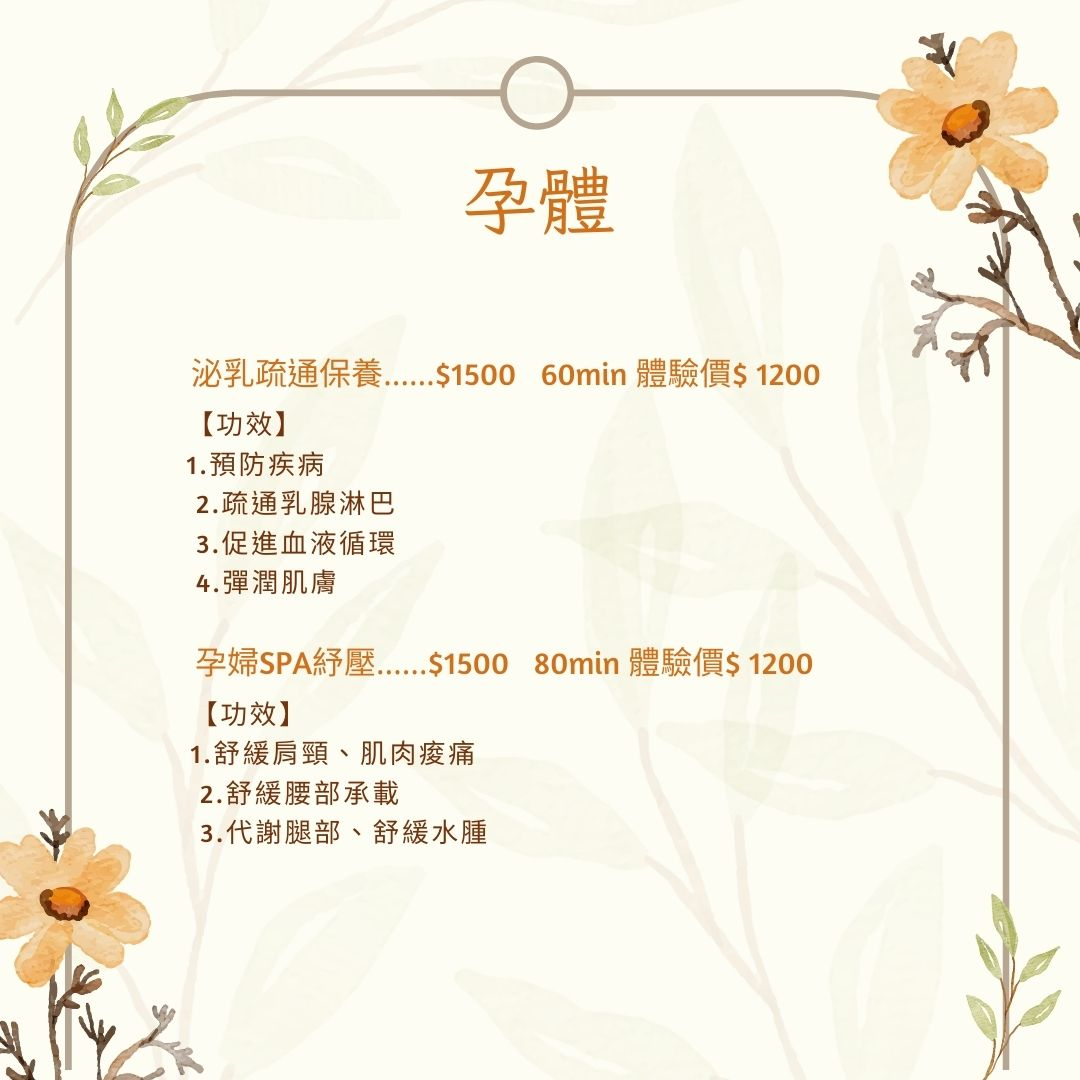 孕體
泌乳疏通保養......$1500 60min 體驗價$ 1200
【功效】
1.預防疾病
2.疏通乳腺淋巴
3.促進血液循環
4.彈潤肌膚
孕婦SPA紓壓......$1500 80min 體驗價$ 1200
【功效】
1.舒緩肩頸、肌肉痠痛
2.舒緩腰部承載
3.代謝腿部、舒緩水腫